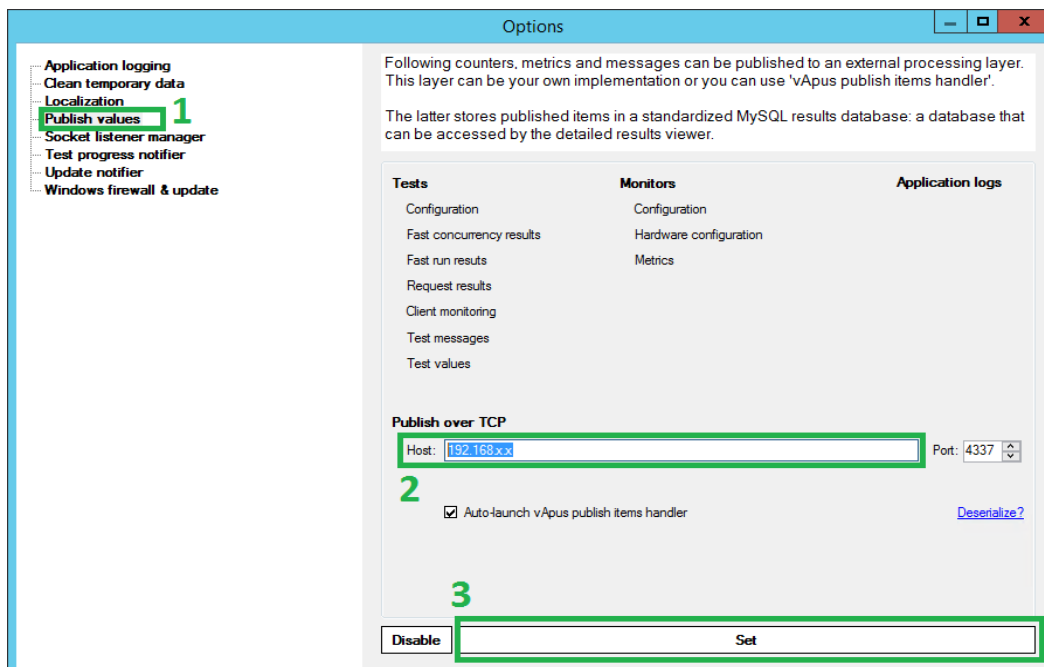 Options
x
Application logging
Clean temporary data
Localization
Publish values
1
Socket listener manager
Test progress notifier
Update notifier
Windows firewall & update
Following counters, metrics and messages can be published to an external processing layer.
This layer can be your own implementation or you can use 'vApus publish items handler'.
The latter stores published items in a standardized MySQL results database: a database that
can be accessed by the detailed results viewer.
Tests Monitors Application logs
Configuration Configuration
Fast concurrency results Hardware configuration
Fast run resuts Metrics
Request results
Client monitoring
Test messages
Test values
Publish over TCP
Host: 192.168.x.x Port: 4337
2
Auto-launch vApus publish items handler Deserialize?
3
Disable Set